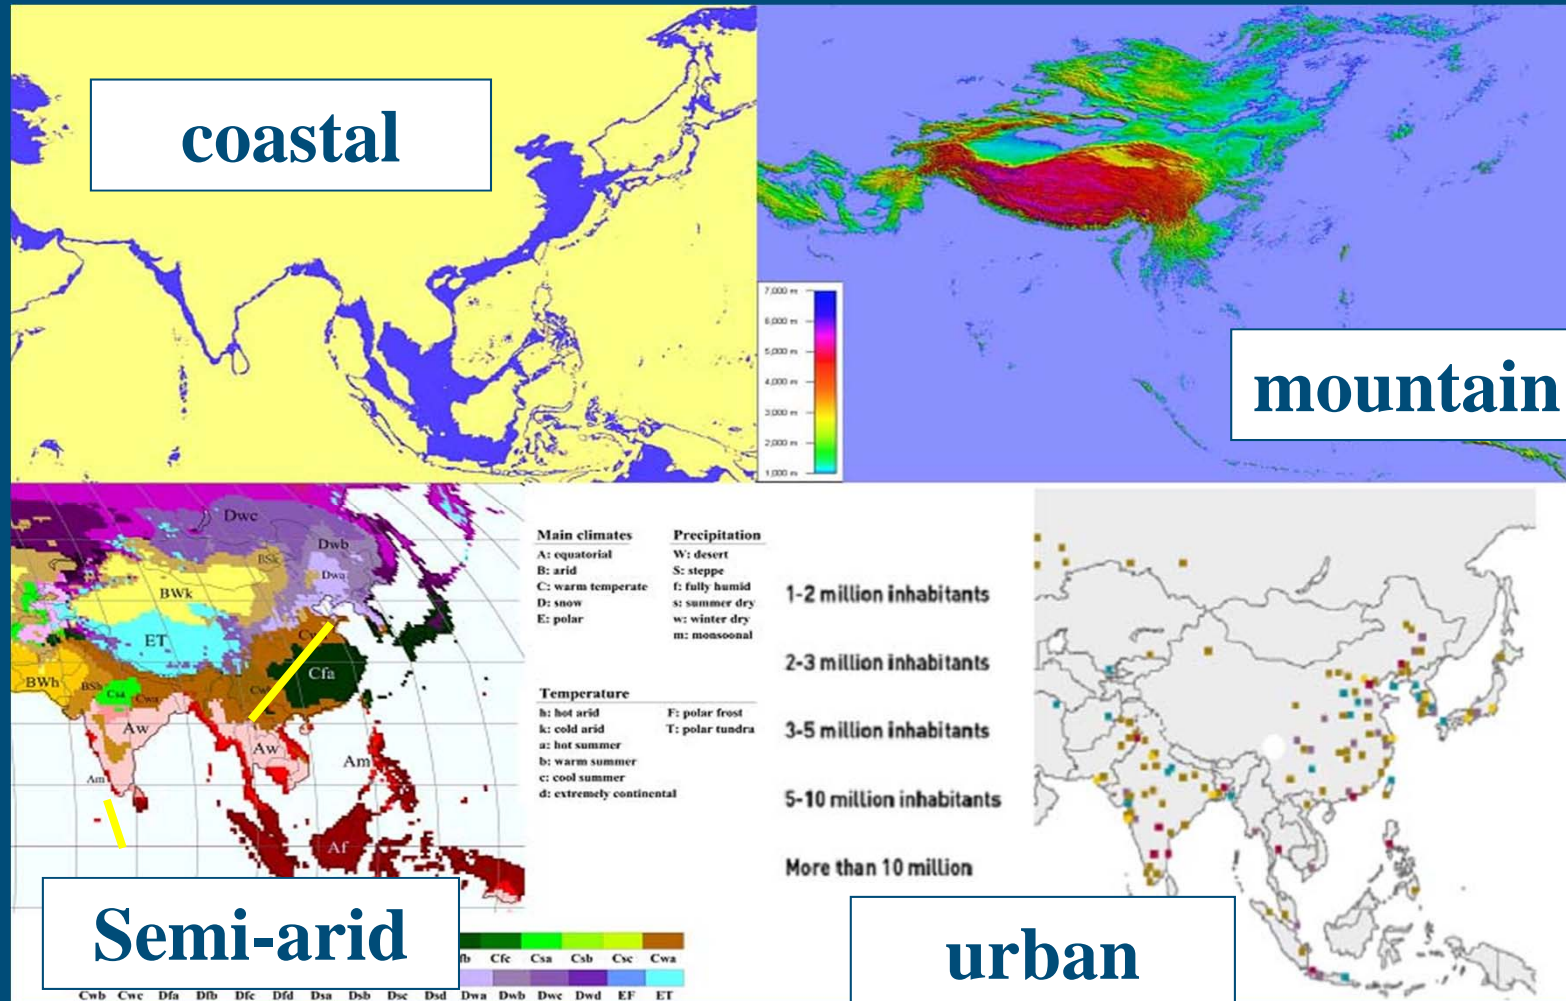 coastal
mountain
7,000 m
6,000 m
5,000 m
4,000 m
3,000 m
2,000 m
1,000 m
Dwc
Dwb
BSk
Dwa
BWk
ET
Cfa
BWh
BSh
Csa
Cwa
Aw
Aw
Am
Am
Af
Main climates
A: equatorial
B: arid
C: warm temperate
D: snow
E: polar
Precipitation
W: desert
S: steppe
f: fully humid
s: summer dry
w: winter dry
m: monsoonal
Temperature
h: hot arid
k: cold arid
a: hot summer
b: warm summer
c: cool summer
d: extremely continental
F: polar frost
T: polar tundra
1-2 million inhabitants
2-3 million inhabitants
3-5 million inhabitants
5-10 million inhabitants
More than 10 million
Semi-arid
urban
fb Cfc Csa Csb Csc Cwa
Cwb Cwc Dfa Dfb Dfc Dfd Dsa Dsb Dsc Dsd Dwa Dwb Dwc Dwd EF ET